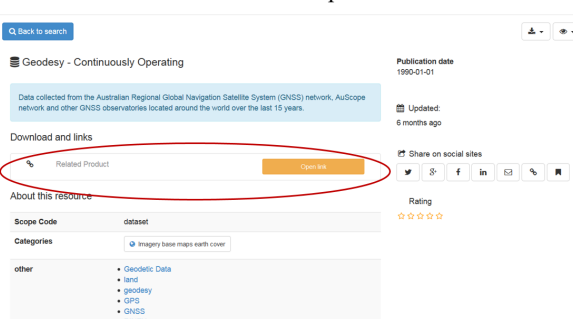 Back to search
Geodesy - Continuously Operating
Data collected from the Australian Regional Global Navigation Satellite System (GNSS) network, AuScope
network and other GNSS observatories located around the world over the last 15 years.
Download and links
Related Product
Open link
About this resource
Scope Code dataset
Categories Imagery base maps earth cover
other
• Geodetic Data
• land
• geodesy
• GPS
• GNSS
Publication date
1990-01-01
Updated:
6 months ago
Share on social sites
Rating